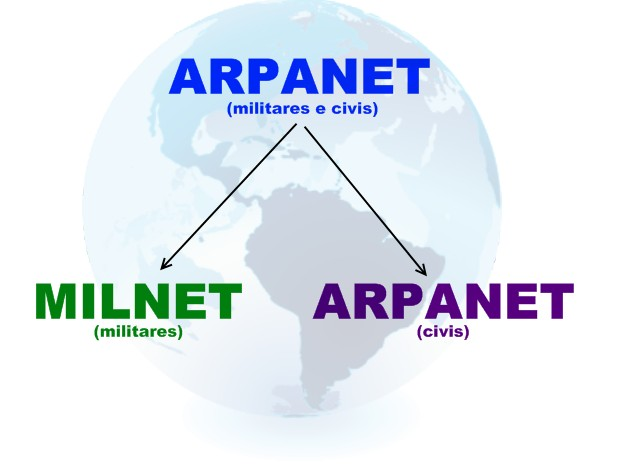 ARPANET
(militares e civis)
MILNET
(militares)
ARPANET
(civis)